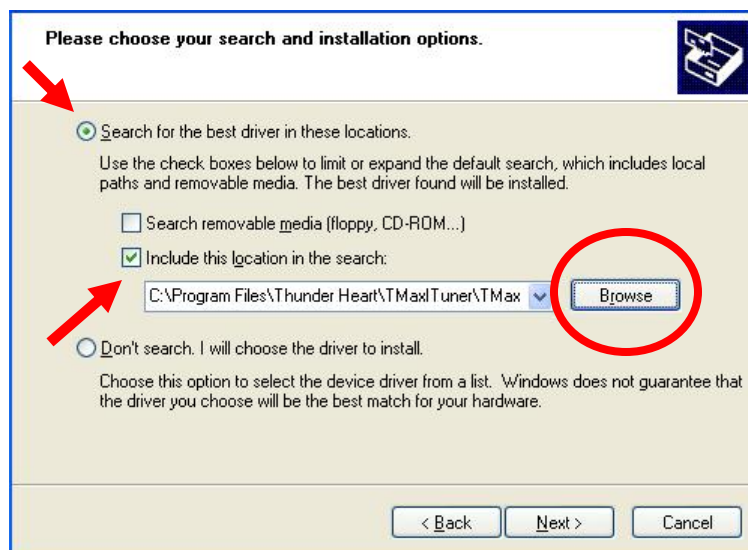 Please choose your search and installation options.
Search for the best driver in these locations.
Use the check boxes below to limit or expand the default search, which includes local
paths and removable media. The best driver found will be installed.
Search removable media (floppy, CD-ROM...)
Include this location in the search:
C:\Program Files\Thunder Heart\TMaxITuner\TMax
Browse
Don't search. I will choose the driver to install.
Choose this option to select the device driver from a list. Windows does not guarantee that
the driver you choose will be the best match for your hardware.
< Back
Next >
Cancel